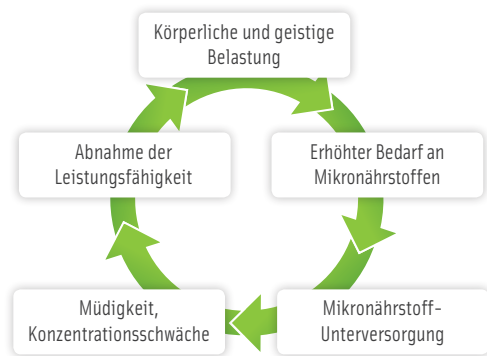 Körperliche und geistige
Belastung
Erhöhter Bedarf an
Mikronährstoffen
Mikronährstoff-
Unterversorgung
Müdigkeit,
Konzentrationsschwäche
Abnahme der
Leistungsfähigkeit